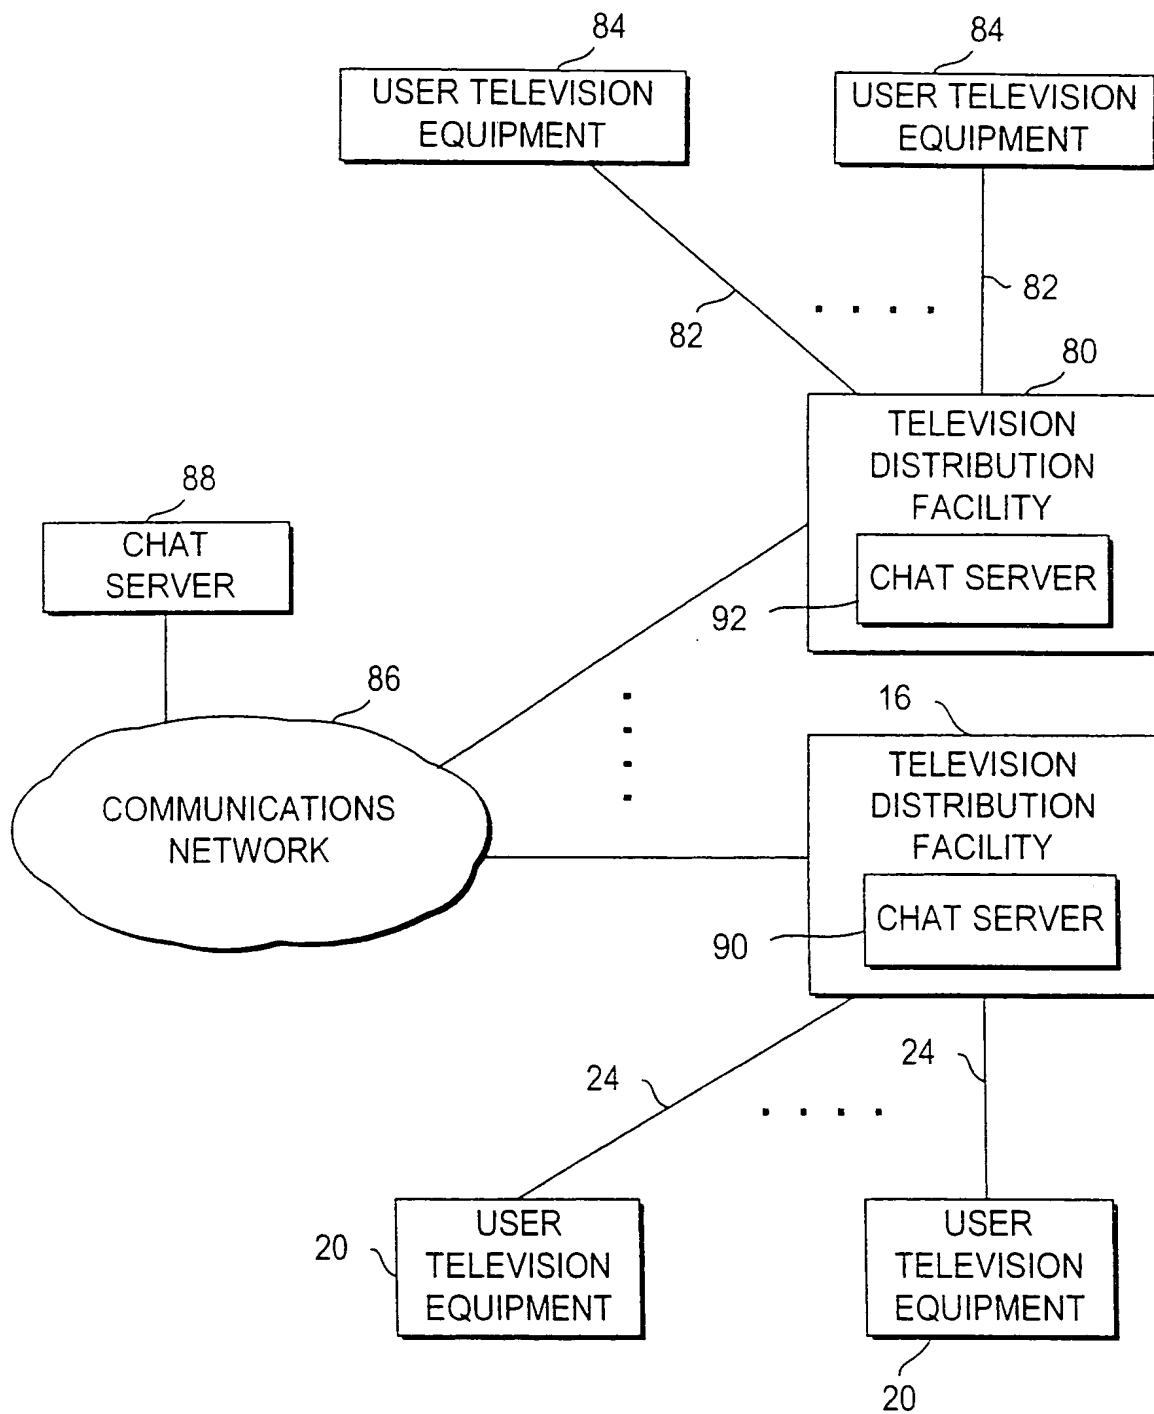 84
84
USER TELEVISION
EQUIPMENT
USER TELEVISION
EQUIPMENT
82
82
80
TELEVISION
DISTRIBUTION
FACILITY
CHAT SERVER
92
88
CHAT
SERVER
86
COMMUNICATIONS
NETWORK
16
TELEVISION
DISTRIBUTION
FACILITY
CHAT SERVER
90
24
24
20
USER
TELEVISION
EQUIPMENT
USER
TELEVISION
EQUIPMENT
20